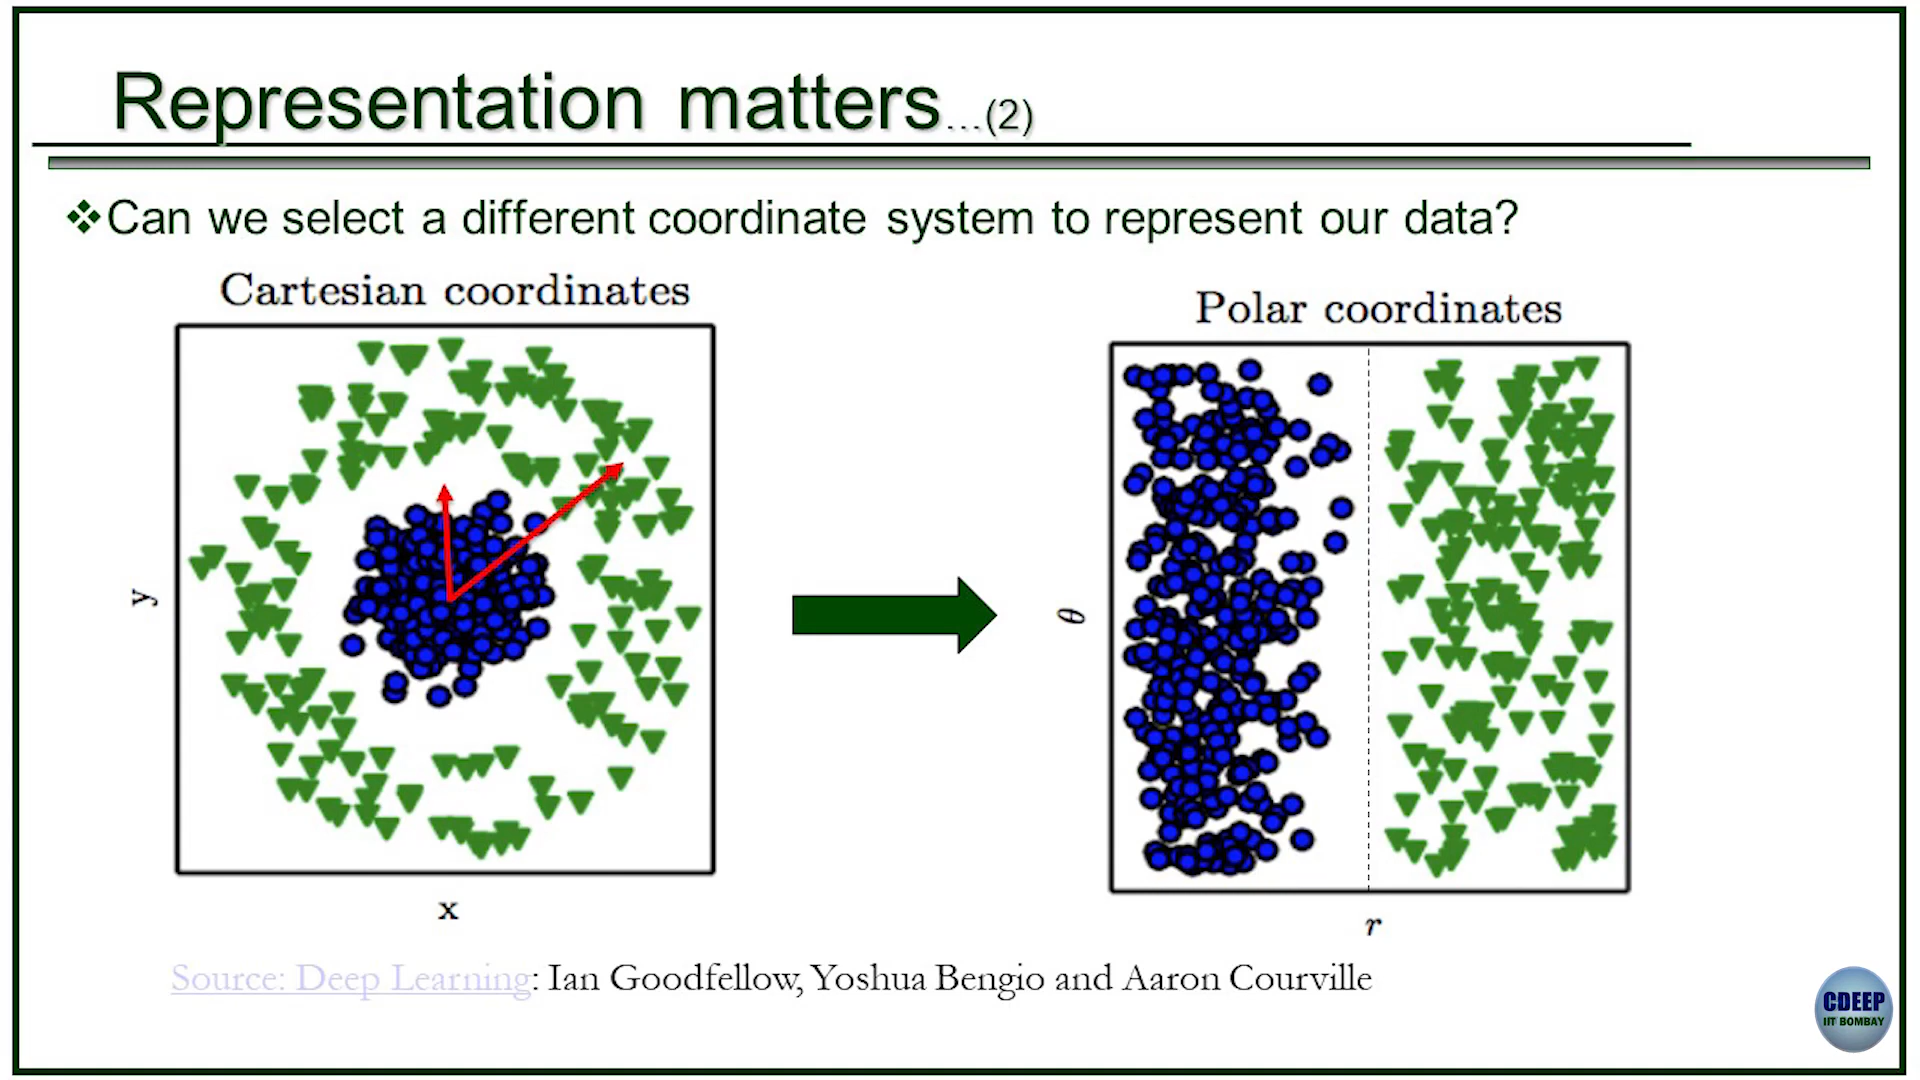 Representation matters...(2)
❖Can we select a different coordinate system to represent our data?
Cartesian coordinates
y
x
Polar coordinates
θ
r
Source: Deep Learning: Ian Goodfellow, Yoshua Bengio and Aaron Courville
CDEEP
IIT BOMBAY